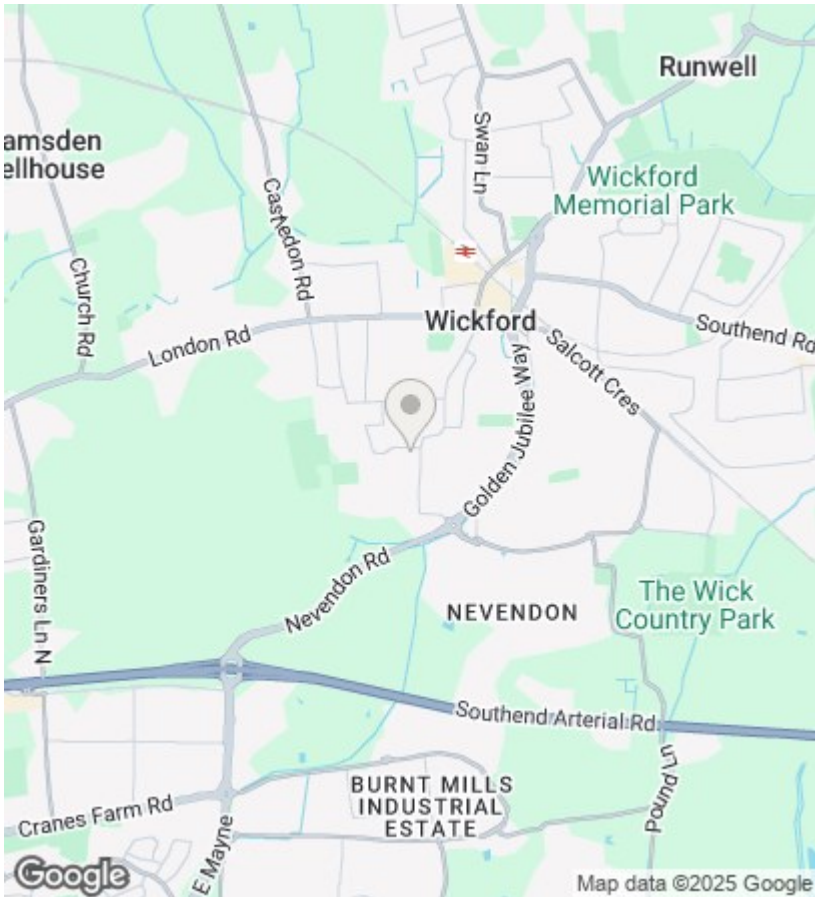 Runwell
amsden
ellhouse
Swan Ln
Wickford
Memorial Park
Castledon Rd
Church Rd
London Rd
Wickford
Southend Rd
Salcott Cres
Golden Jubilee Way
Gardiners Ln N
Nevendon Rd
NEVENDON
The Wick
Country Park
Southend Arterial Rd
Pound Ln
BURNT MILLS
INDUSTRIAL
ESTATE
Cranes Farm Rd
E Mayne
Google
Map data ©2025 Google